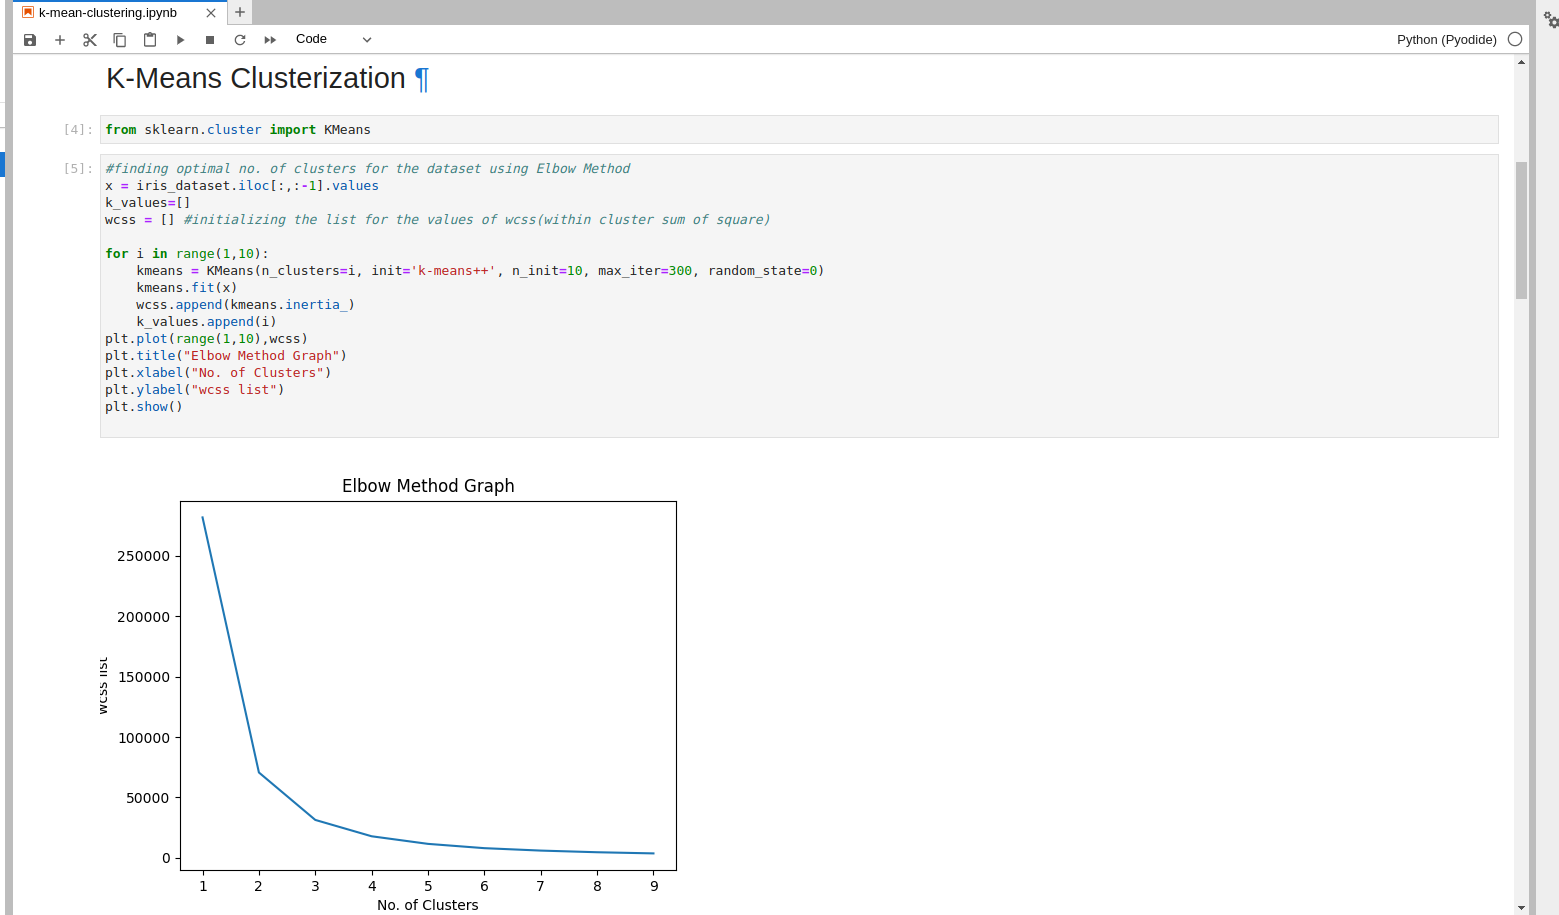 k-mean-clustering.ipynb
Code
Python (Pyodide)
K-Means Clusterization ¶
[4]: from sklearn.cluster import KMeans
[5]: #finding optimal no. of clusters for the dataset using Elbow Method
x = iris_dataset.iloc[:,:-1].values
k_values=[]
wcss = [] #initializing the list for the values of wcss(within cluster sum of square)
for i in range(1,10):
    kmeans = KMeans(n_clusters=i, init='k-means++', n_init=10, max_iter=300, random_state=0)
    kmeans.fit(x)
    wcss.append(kmeans.inertia_)
    k_values.append(i)
plt.plot(range(1,10),wcss)
plt.title("Elbow Method Graph")
plt.xlabel("No. of Clusters")
plt.ylabel("wcss list")
plt.show()
Elbow Method Graph
250000
200000
150000
100000
50000
0
wcss list
1 2 3 4 5 6 7 8 9
No. of Clusters